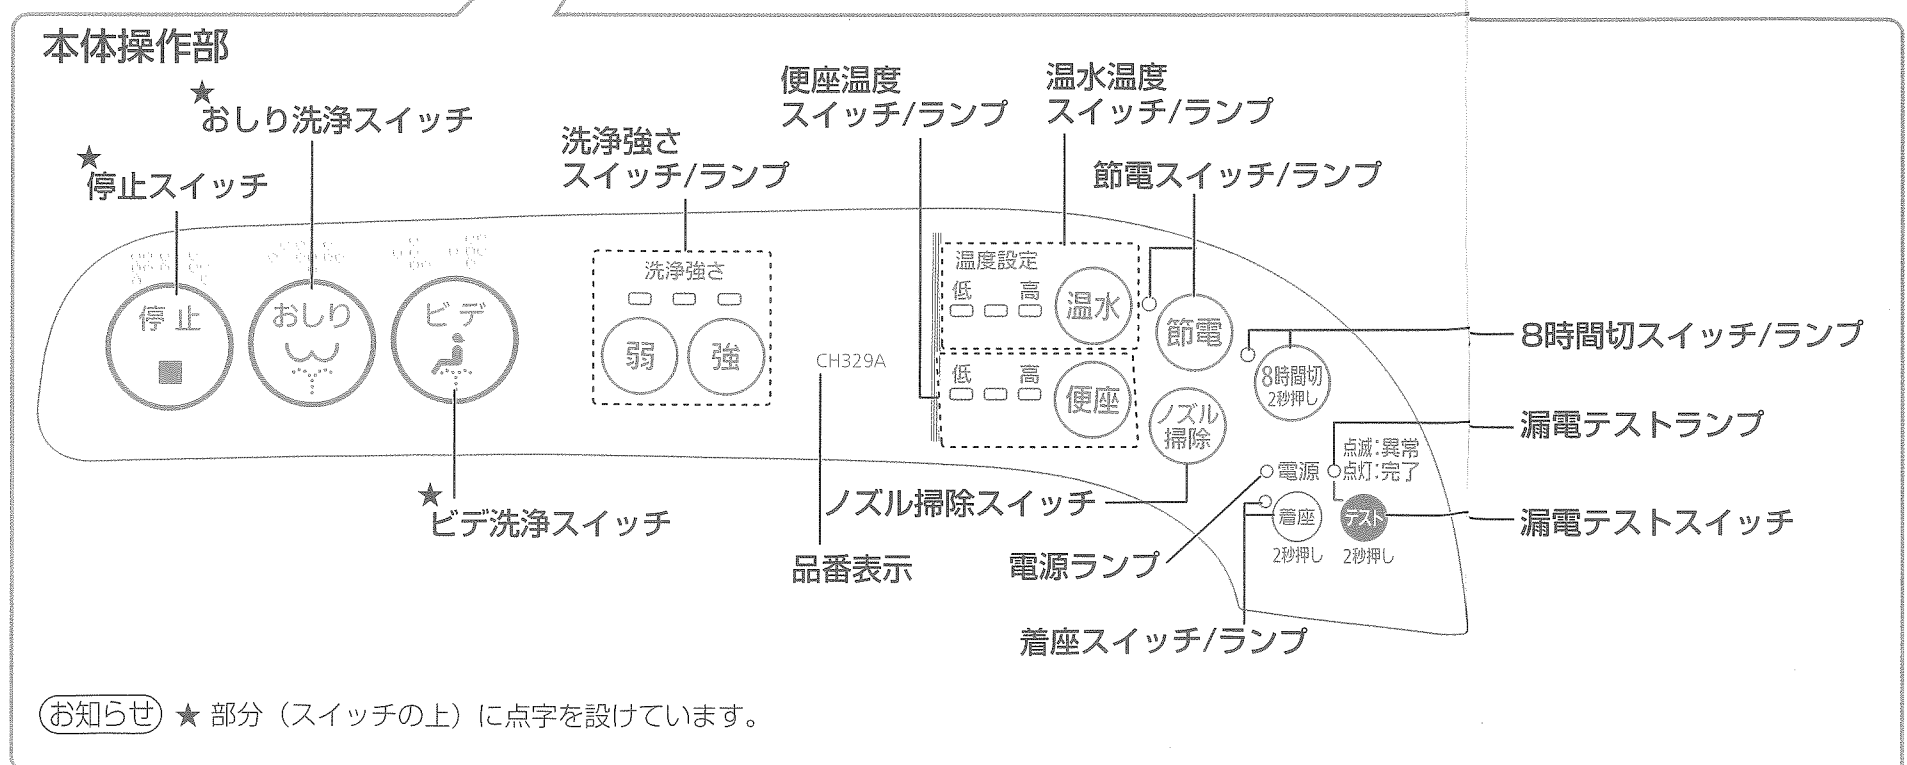 本体操作部
★
おしり洗浄スイッチ
★
停止スイッチ
洗浄強さ
スイッチ/ランプ
便座温度
スイッチ/ランプ
温水温度
スイッチ/ランプ
節電スイッチ/ランプ
停止
おしり
ビデ
洗浄強さ
弱
強
CH329A
温度設定
低
高
温水
低
高
便座
節電
ノズル
掃除
8時間切
2秒押し
8時間切スイッチ/ランプ
点滅:異常
点灯:完了
電源
着座
2秒押し
テスト
2秒押し
漏電テストランプ
漏電テストスイッチ
★
ビデ洗浄スイッチ
品番表示
ノズル掃除スイッチ
電源ランプ
着座スイッチ/ランプ
お知らせ ★ 部分（スイッチの上）に点字を設けています。